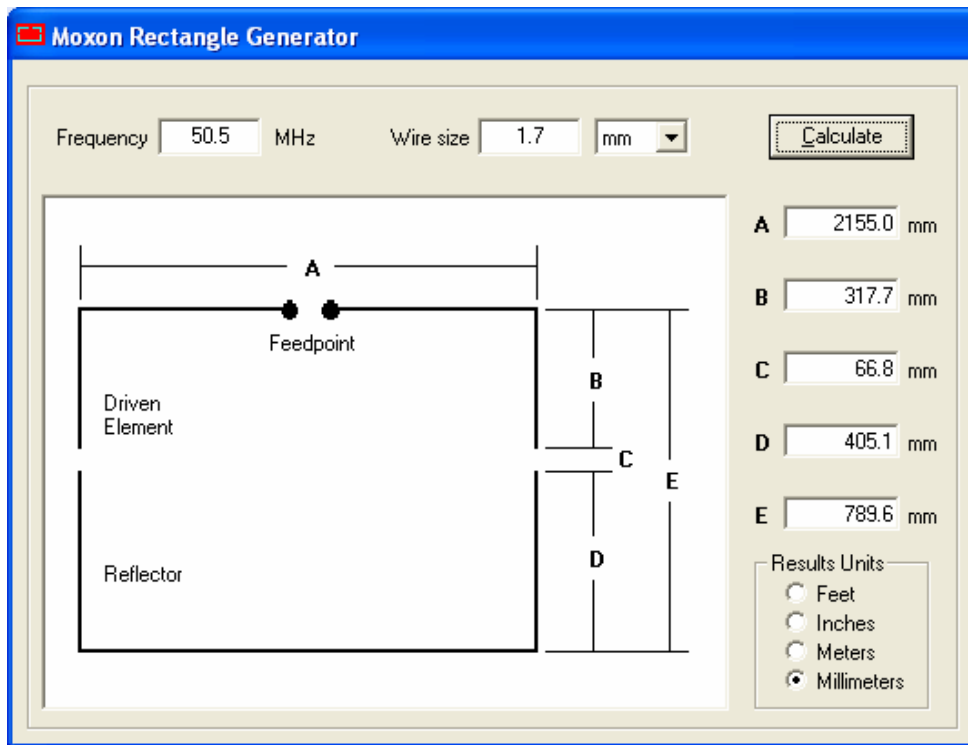 Moxon Rectangle Generator
Frequency 50.5 MHz Wire size 1.7 mm Calculate
A 2155.0 mm
A
B 317.7 mm
Feedpoint
C 66.8 mm
B
Driven
Element
D 405.1 mm
C
E
E 789.6 mm
D
Reflector
Results Units
Feet
Inches
Meters
Millimeters